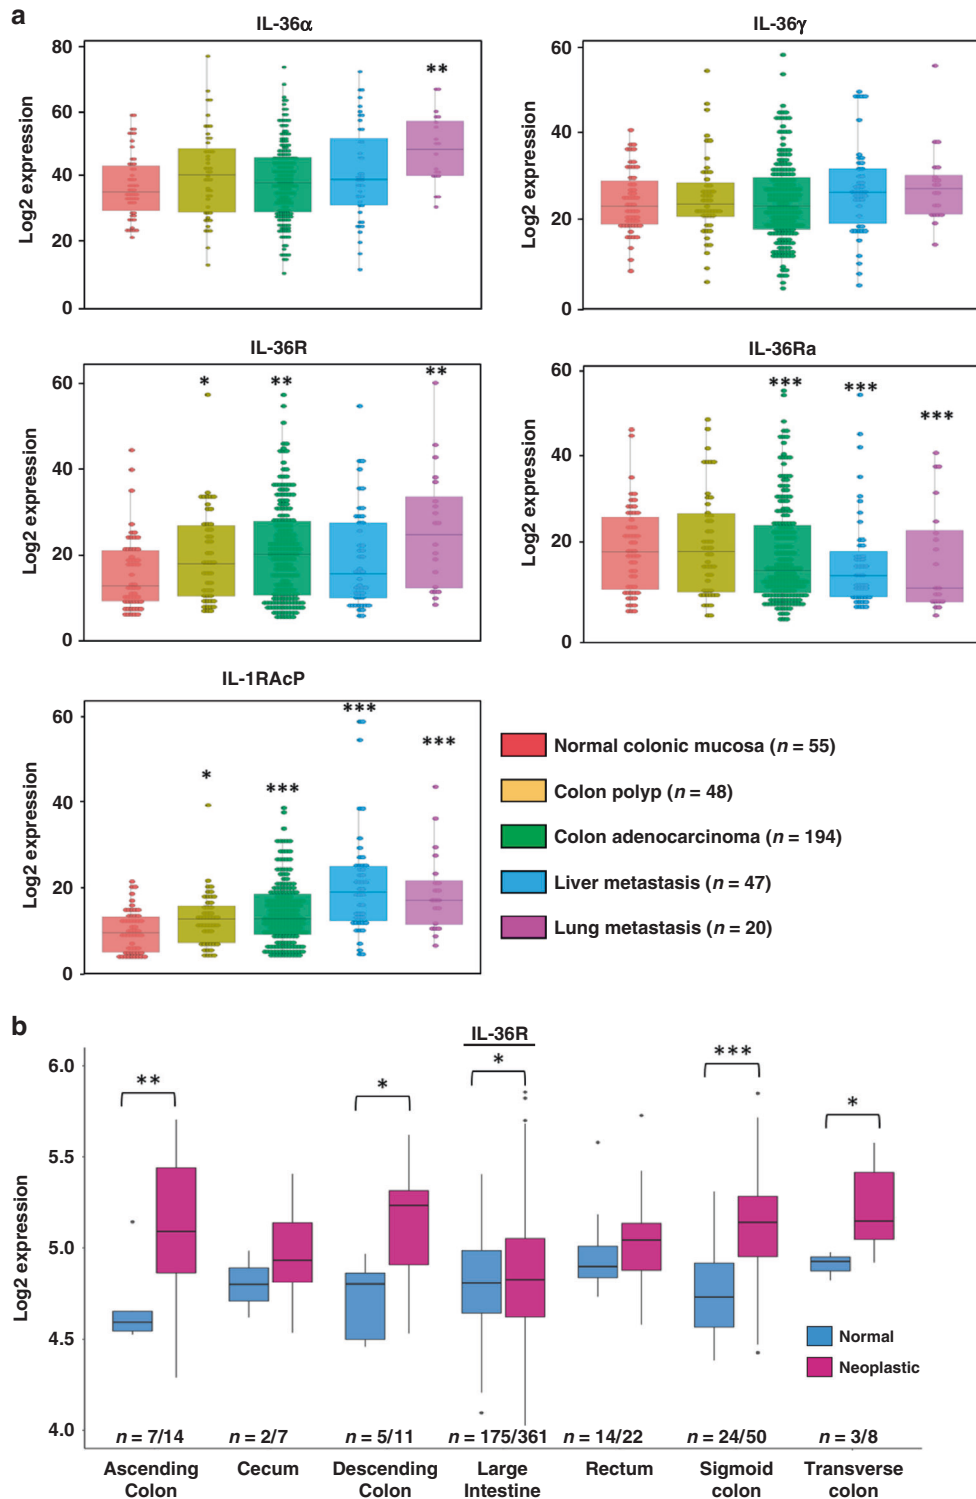 a
IL-36α
Log2 expression
80
60
40
20
0
**
IL-36γ
Log2 expression
60
40
20
0
IL-36R
Log2 expression
60
40
20
0
* ** **
IL-36Ra
Log2 expression
60
40
20
0
*** *** ***
IL-1RAcP
Log2 expression
60
40
20
0
* *** *** ***
Normal colonic mucosa (n = 55)
Colon polyp (n = 48)
Colon adenocarcinoma (n = 194)
Liver metastasis (n = 47)
Lung metastasis (n = 20)
b
IL-36R
Log2 expression
6.0
5.5
5.0
4.5
4.0
** * * *** *
Normal
Neoplastic
n = 7/14 n = 2/7 n = 5/11 n = 175/361 n = 14/22 n = 24/50 n = 3/8
Ascending Colon
Cecum
Descending Colon
Large Intestine
Rectum
Sigmoid colon
Transverse colon